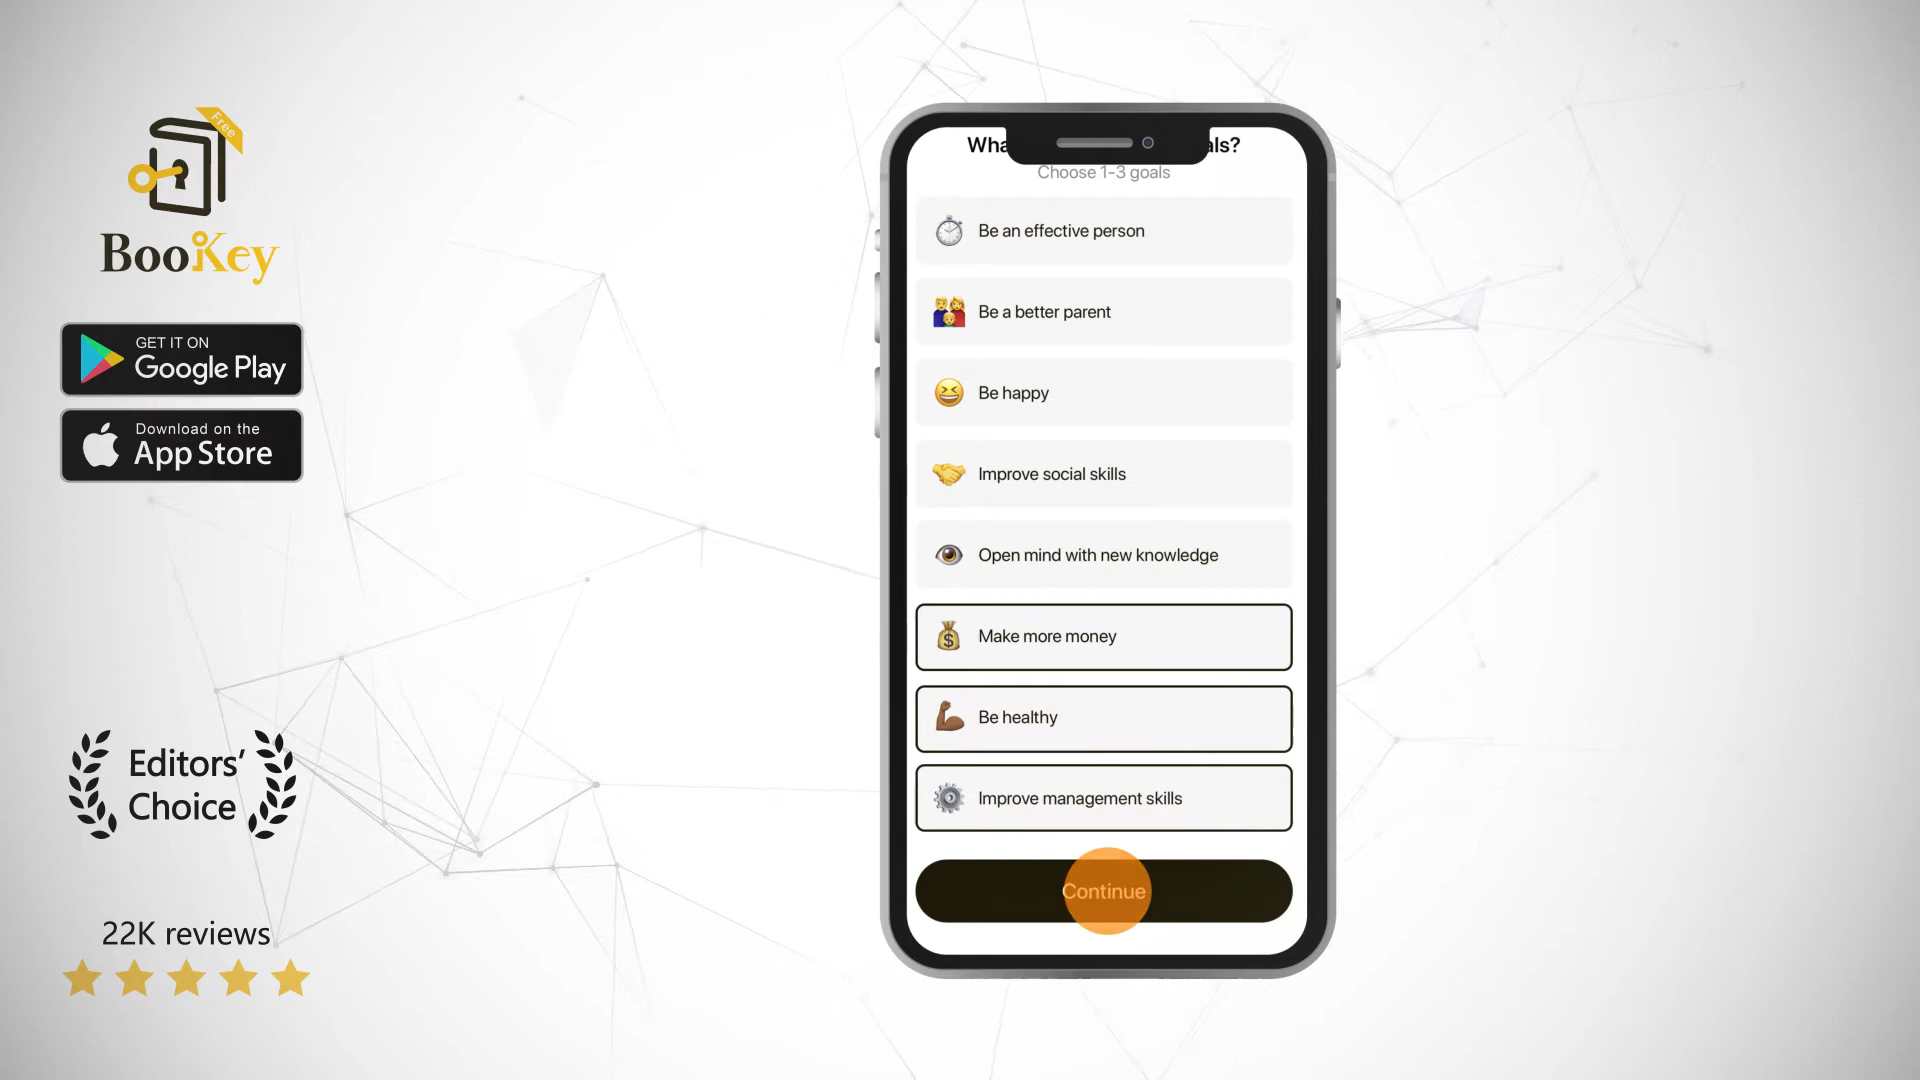 Free
BooKey
GET IT ON
Google Play
Download on the
App Store
Editors’
Choice
22K reviews
als?
Choose 1-3 goals
Be an effective person
Be a better parent
Be happy
Improve social skills
Open mind with new knowledge
Make more money
Be healthy
Improve management skills
Continue